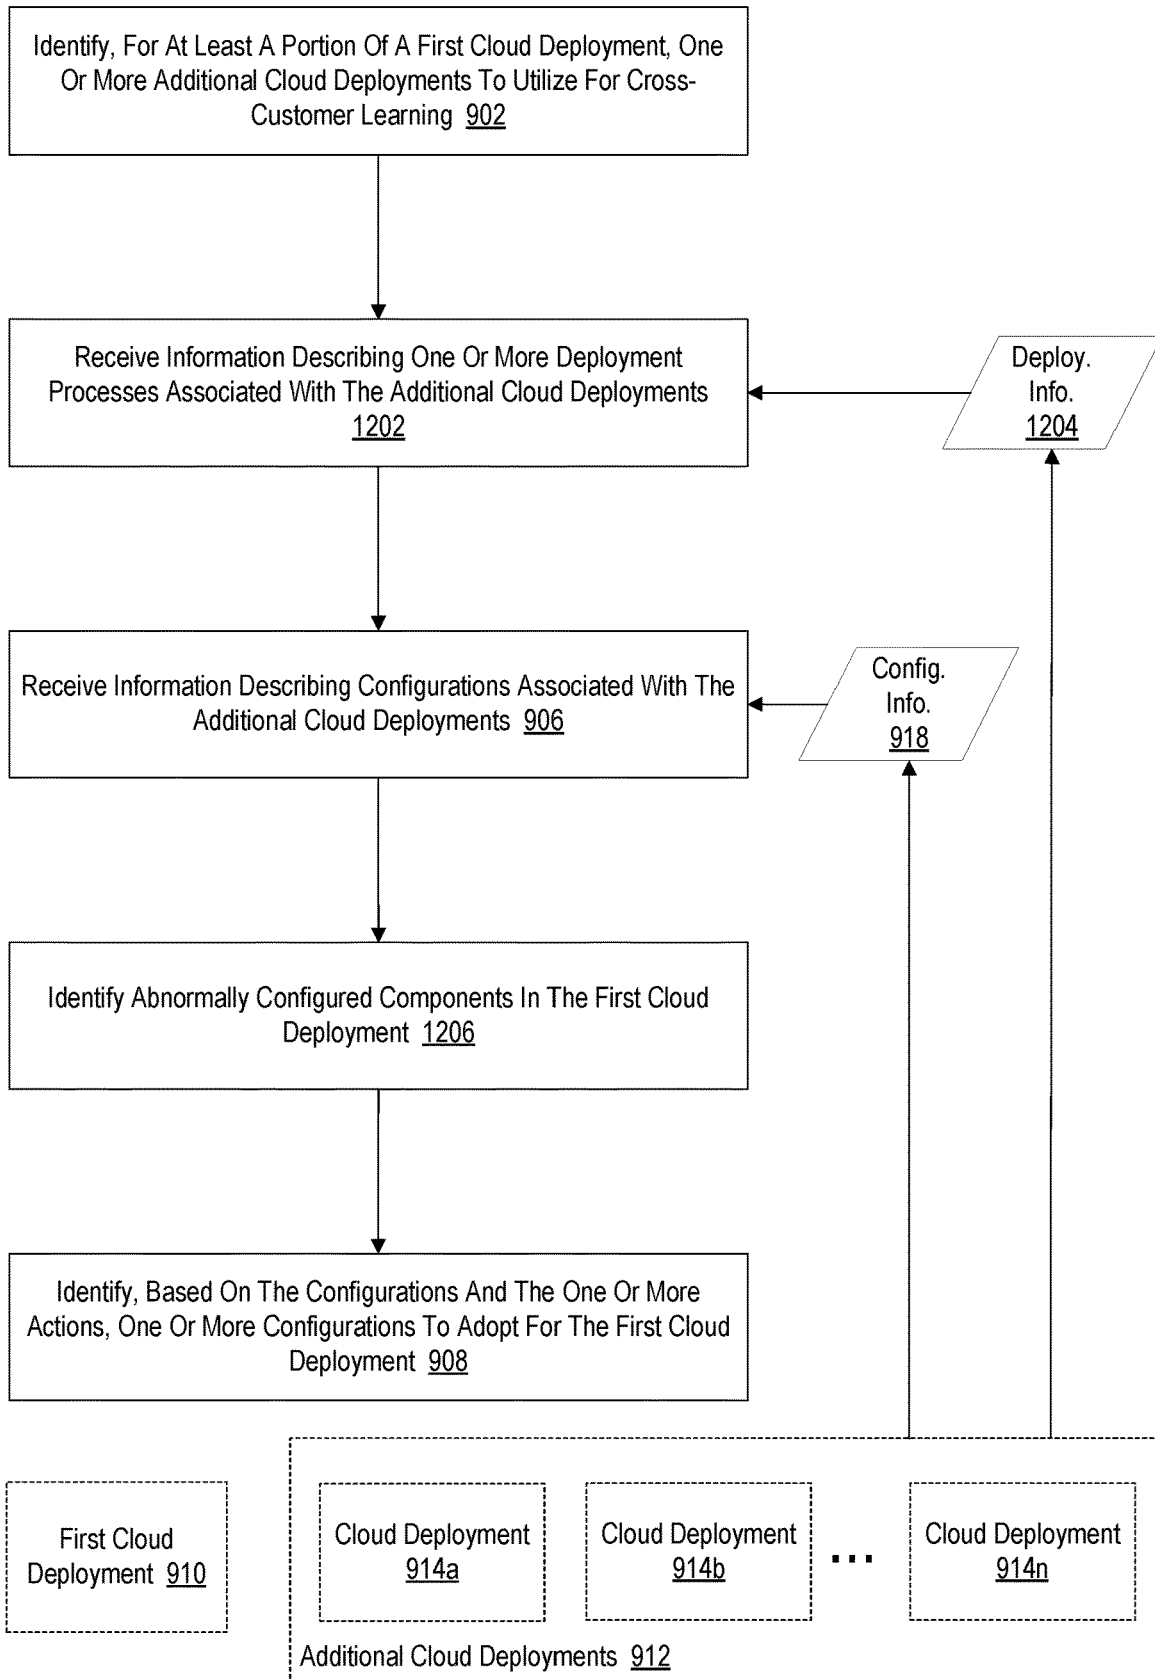 Identify, For At Least A Portion Of A First Cloud Deployment, One
Or More Additional Cloud Deployments To Utilize For Cross-
Customer Learning 902
Receive Information Describing One Or More Deployment
Processes Associated With The Additional Cloud Deployments
1202
Deploy.
Info.
1204
Receive Information Describing Configurations Associated With The
Additional Cloud Deployments 906
Config.
Info.
918
Identify Abnormally Configured Components In The First Cloud
Deployment 1206
Identify, Based On The Configurations And The One Or More
Actions, One Or More Configurations To Adopt For The First Cloud
Deployment 908
First Cloud
Deployment 910
Cloud Deployment
914a
Cloud Deployment
914b
...
Cloud Deployment
914n
Additional Cloud Deployments 912